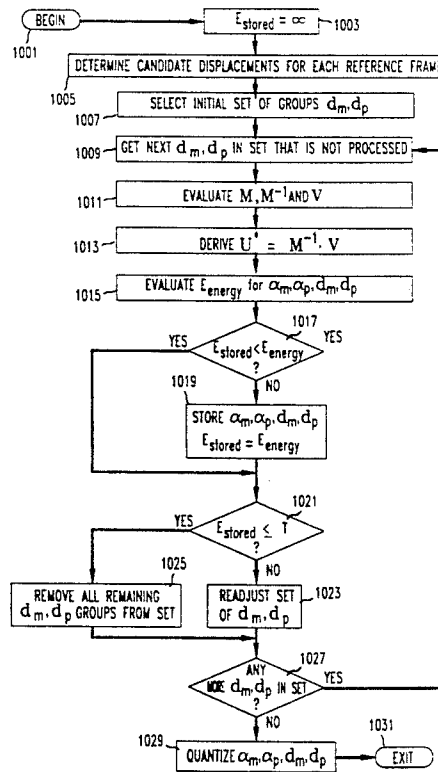 BEGIN
1001
E_stored = ∞
1003
DETERMINE CANDIDATE DISPLACEMENTS FOR EACH REFERENCE FRAME
1005
SELECT INITIAL SET OF GROUPS d_m, d_p
1007
GET NEXT d_m, d_p IN SET THAT IS NOT PROCESSED
1009
EVALUATE M, M⁻¹ AND V
1011
DERIVE U' = M⁻¹ · V
1013
EVALUATE E_energy for α_m, α_p, d_m, d_p
1015
1017
YES
YES
E_stored < E_energy
?
NO
1019
STORE α_m, α_p, d_m, d_p
E_stored = E_energy
1021
YES
E_stored ≤ T
?
NO
1025
REMOVE ALL REMAINING
d_m, d_p GROUPS FROM SET
READJUST SET
OF d_m, d_p
1023
1027
ANY
MORE d_m, d_p IN SET
?
YES
NO
1029
QUANTIZE α_m, α_p, d_m, d_p
1031
EXIT